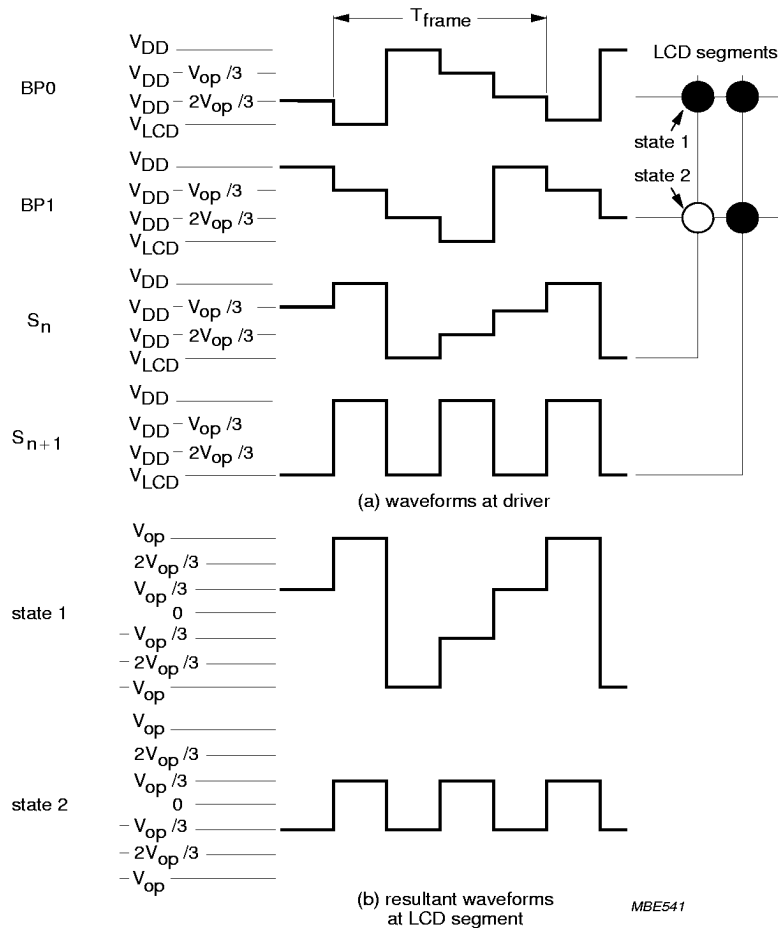 T_frame
V_DD
V_DD − V_op /3
V_DD − 2V_op /3
V_LCD
BP0
LCD segments
state 1
V_DD
V_DD − V_op /3
V_DD − 2V_op /3
V_LCD
BP1
state 2
V_DD
V_DD − V_op /3
V_DD − 2V_op /3
V_LCD
S_n
V_DD
V_DD − V_op /3
V_DD − 2V_op /3
V_LCD
S_n+1
(a) waveforms at driver
V_op
2V_op /3
V_op /3
0
− V_op /3
− 2V_op /3
− V_op
state 1
V_op
2V_op /3
V_op /3
0
− V_op /3
− 2V_op /3
− V_op
state 2
(b) resultant waveforms
at LCD segment
MBE541